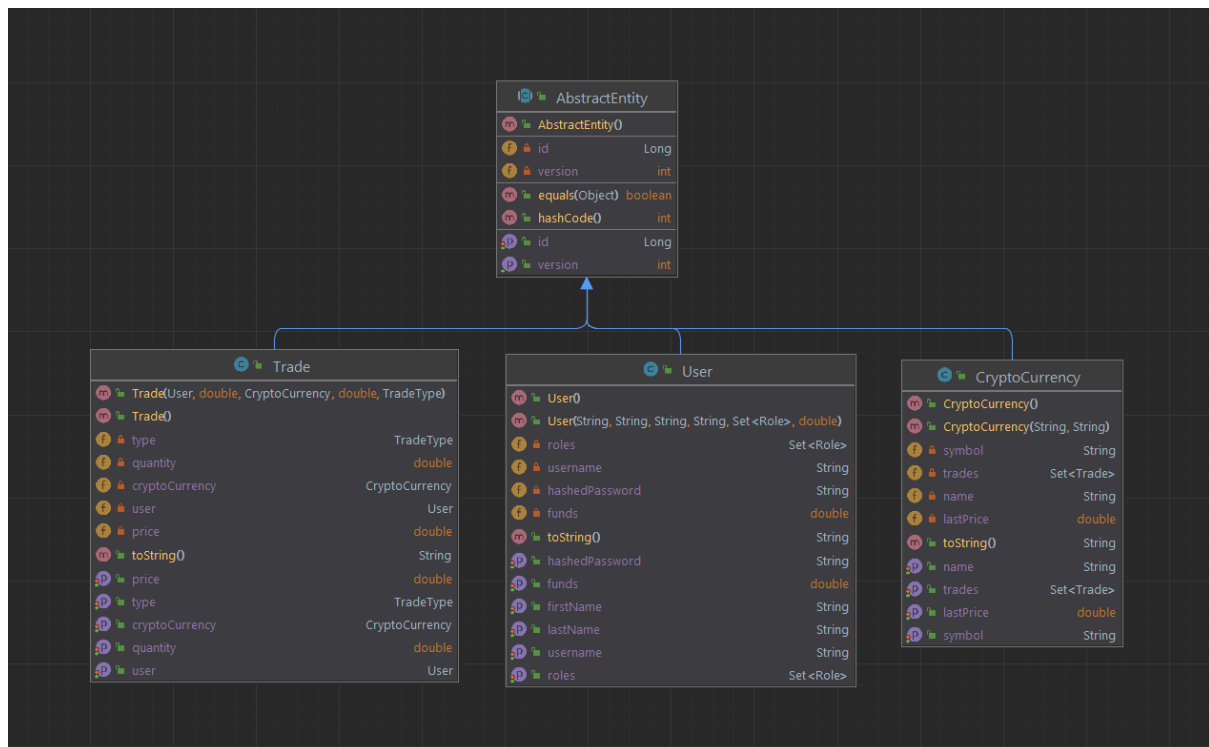 AbstractEntity
AbstractEntity()
id Long
version int
equals(Object) boolean
hashCode() int
id Long
version int
Trade
Trade(User, double, CryptoCurrency, double, TradeType)
Trade()
type TradeType
quantity double
cryptoCurrency CryptoCurrency
user User
price double
toString() String
price double
type TradeType
cryptoCurrency CryptoCurrency
quantity double
user User
User
User()
User(String, String, String, String, Set<Role>, double)
roles Set<Role>
username String
hashedPassword String
funds double
toString() String
hashedPassword String
funds double
firstName String
lastName String
username String
roles Set<Role>
CryptoCurrency
CryptoCurrency()
CryptoCurrency(String, String)
symbol String
trades Set<Trade>
name String
lastPrice double
toString() String
name String
trades Set<Trade>
lastPrice double
symbol String